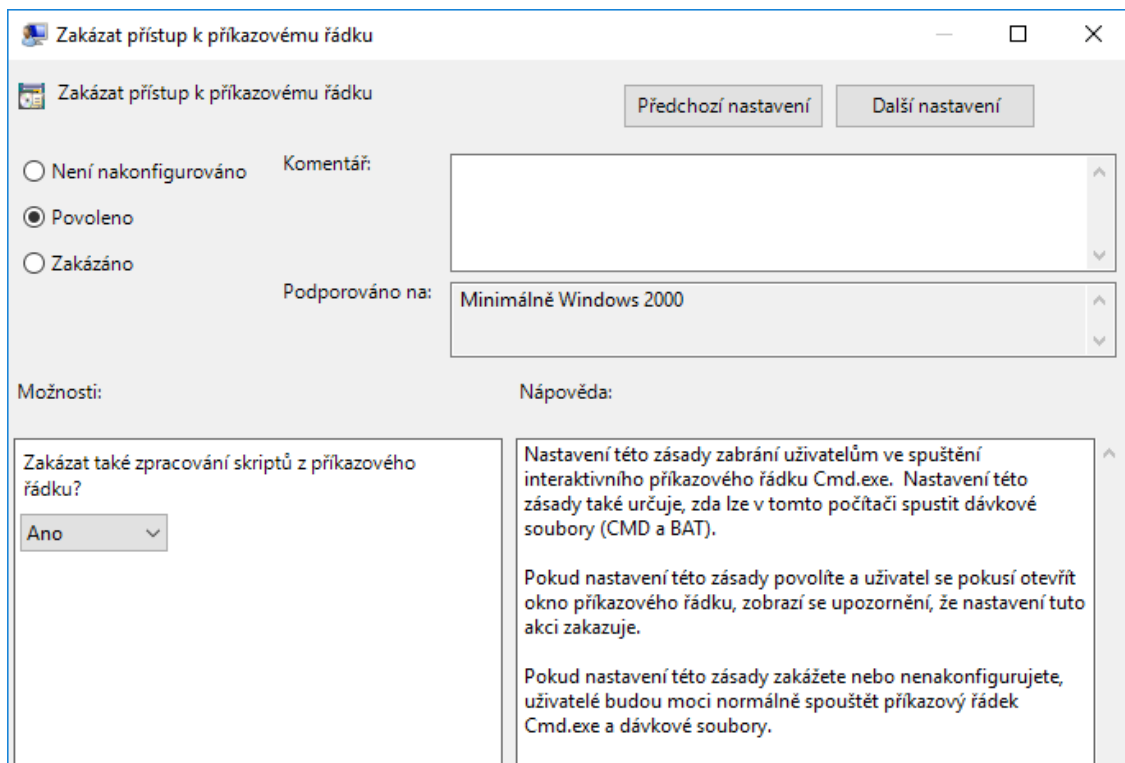 Zakázat přístup k příkazovému řádku
Zakázat přístup k příkazovému řádku
Předchozí nastavení
Další nastavení
Není nakonfigurováno
Povoleno
Zakázáno
Komentář:
Podporováno na:
Minimálně Windows 2000
Možnosti:
Nápověda:
Zakázat také zpracování skriptů z příkazového
řádku?
Ano
Nastavení této zásady zabrání uživatelům ve spuštění
interaktivního příkazového řádku Cmd.exe.  Nastavení této
zásady také určuje, zda lze v tomto počítači spustit dávkové
soubory (CMD a BAT).
Pokud nastavení této zásady povolíte a uživatel se pokusí otevřít
okno příkazového řádku, zobrazí se upozornění, že nastavení tuto
akci zakazuje.
Pokud nastavení této zásady zakážete nebo nenakonfigurujete,
uživatelé budou moci normálně spouštět příkazový řádek
Cmd.exe a dávkové soubory.